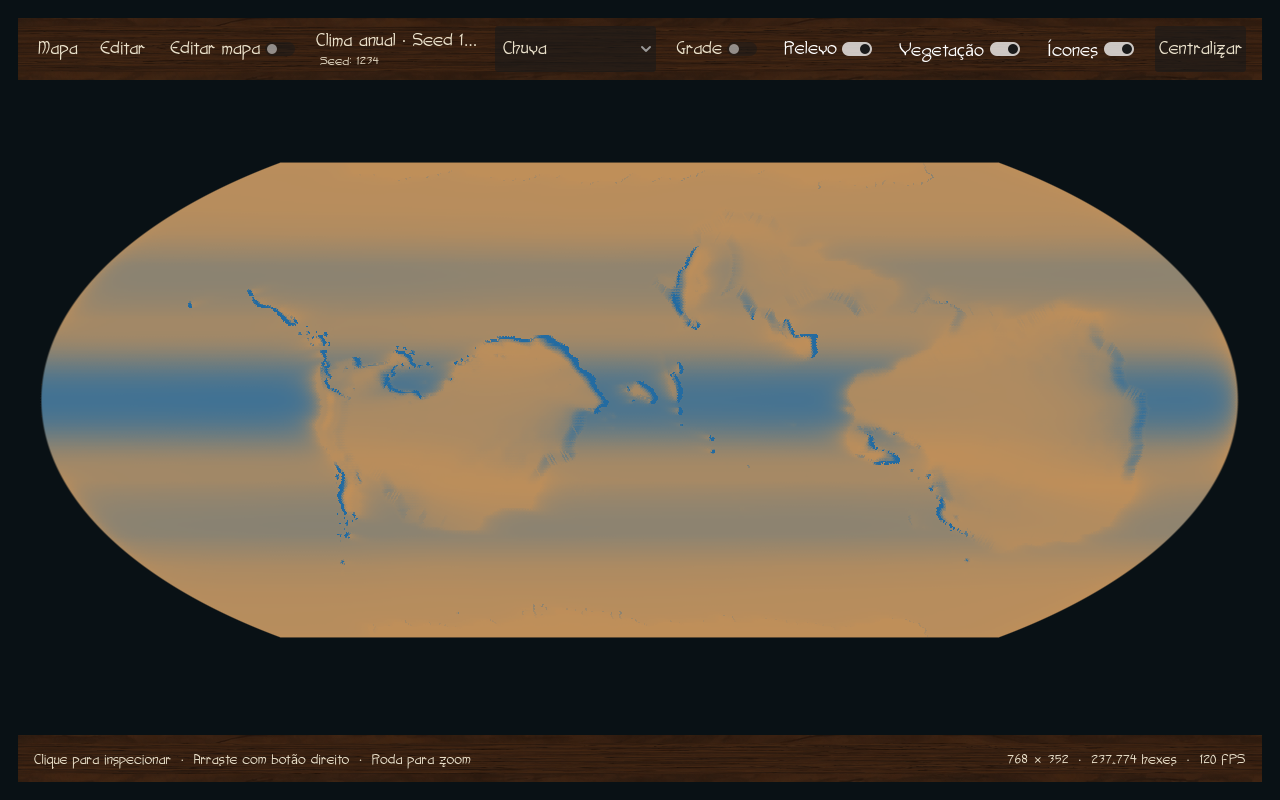 Mapa
Editar
Editar mapa
Clima anual · Seed 1...
Seed: 1234
Chuva
Grade
Relevo
Vegetação
Ícones
Centralizar
Clique para inspecionar · Arraste com botão direito · Roda para zoom
768 × 352 · 237.774 hexes · 120 FPS